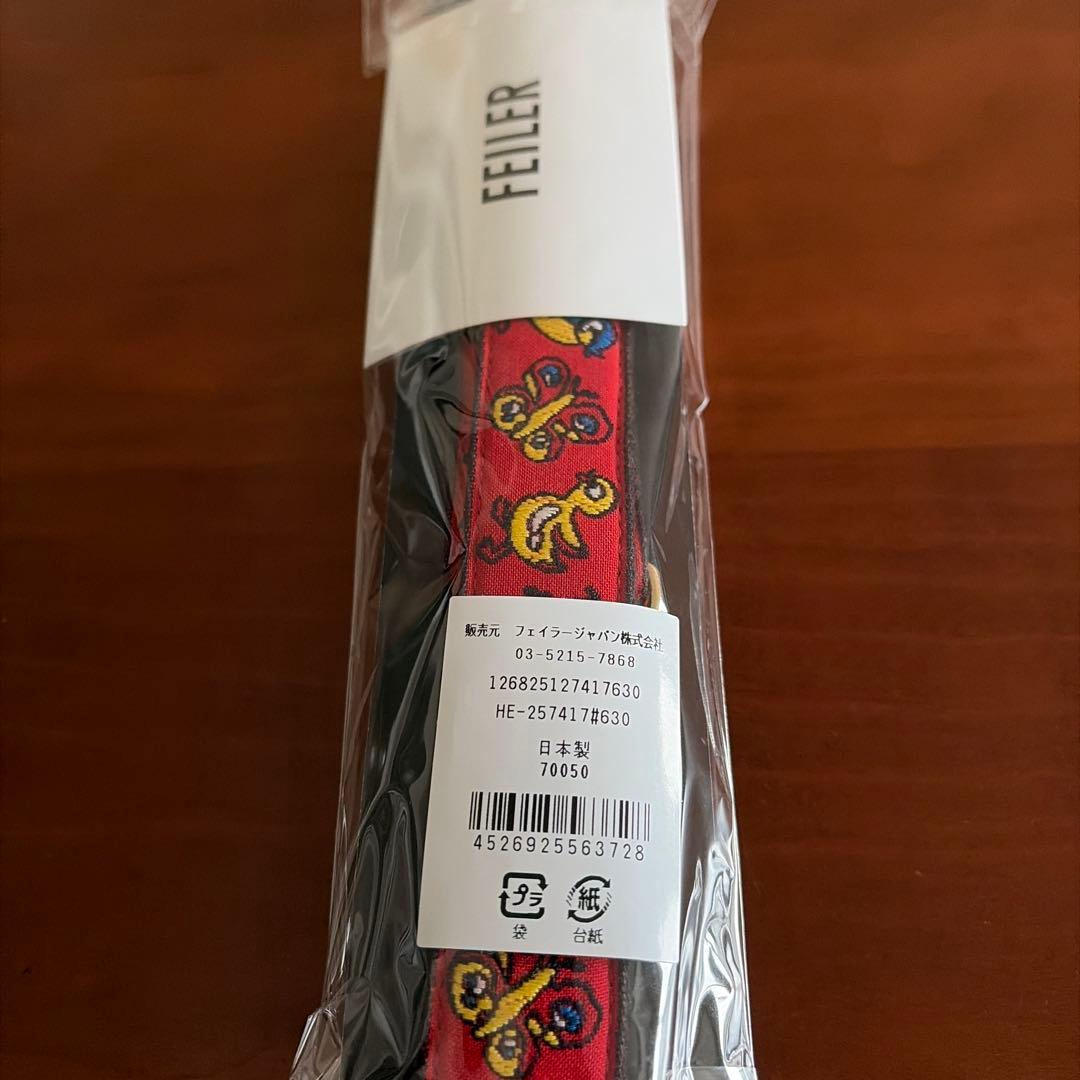 FEILER
販売元 フェイラージャパン株式会社
03-5215-7868
126825127417630
HE-257417#630
日本製
70050
4526925563728
プラ
袋
紙
台紙